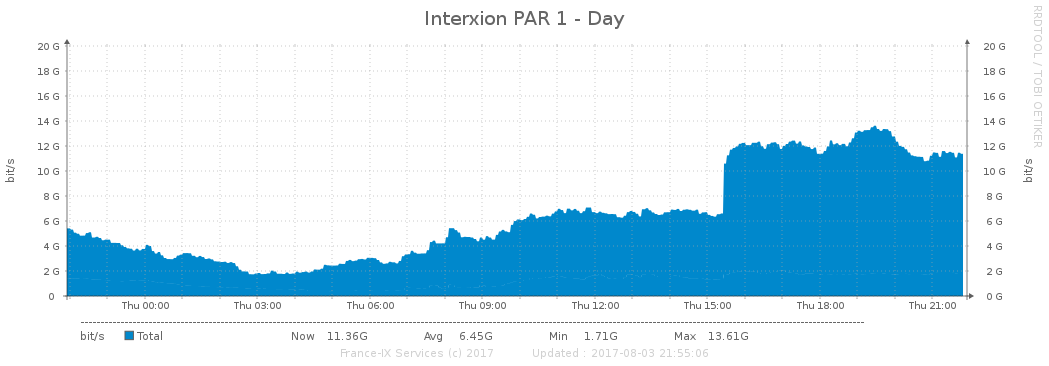 Interxion PAR 1 - Day
RRDTOOL / TOBI OETIKER
bit/s
20 G 20 G
18 G 18 G
16 G 16 G
14 G 14 G
12 G 12 G
10 G 10 G
8 G 8 G
6 G 6 G
4 G 4 G
2 G 2 G
0 0 G
bit/s
Thu 00:00 Thu 03:00 Thu 06:00 Thu 09:00 Thu 12:00 Thu 15:00 Thu 18:00 Thu 21:00
bit/s Total Now 11.36G Avg 6.45G Min 1.71G Max 13.61G
France-IX Services (c) 2017 Updated : 2017-08-03 21:55:06